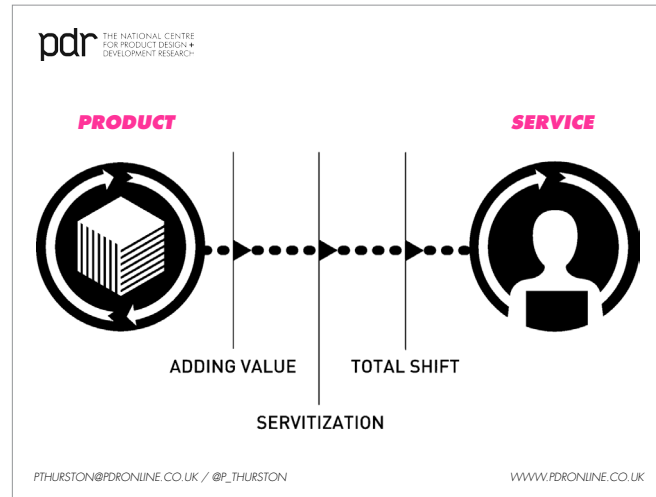 pdr
THE NATIONAL CENTRE
FOR PRODUCT DESIGN +
DEVELOPMENT RESEARCH
PRODUCT
SERVICE
ADDING VALUE
TOTAL SHIFT
SERVITIZATION
PTHURSTON@PDRONLINE.CO.UK / @P_THURSTON
WWW.PDRONLINE.CO.UK